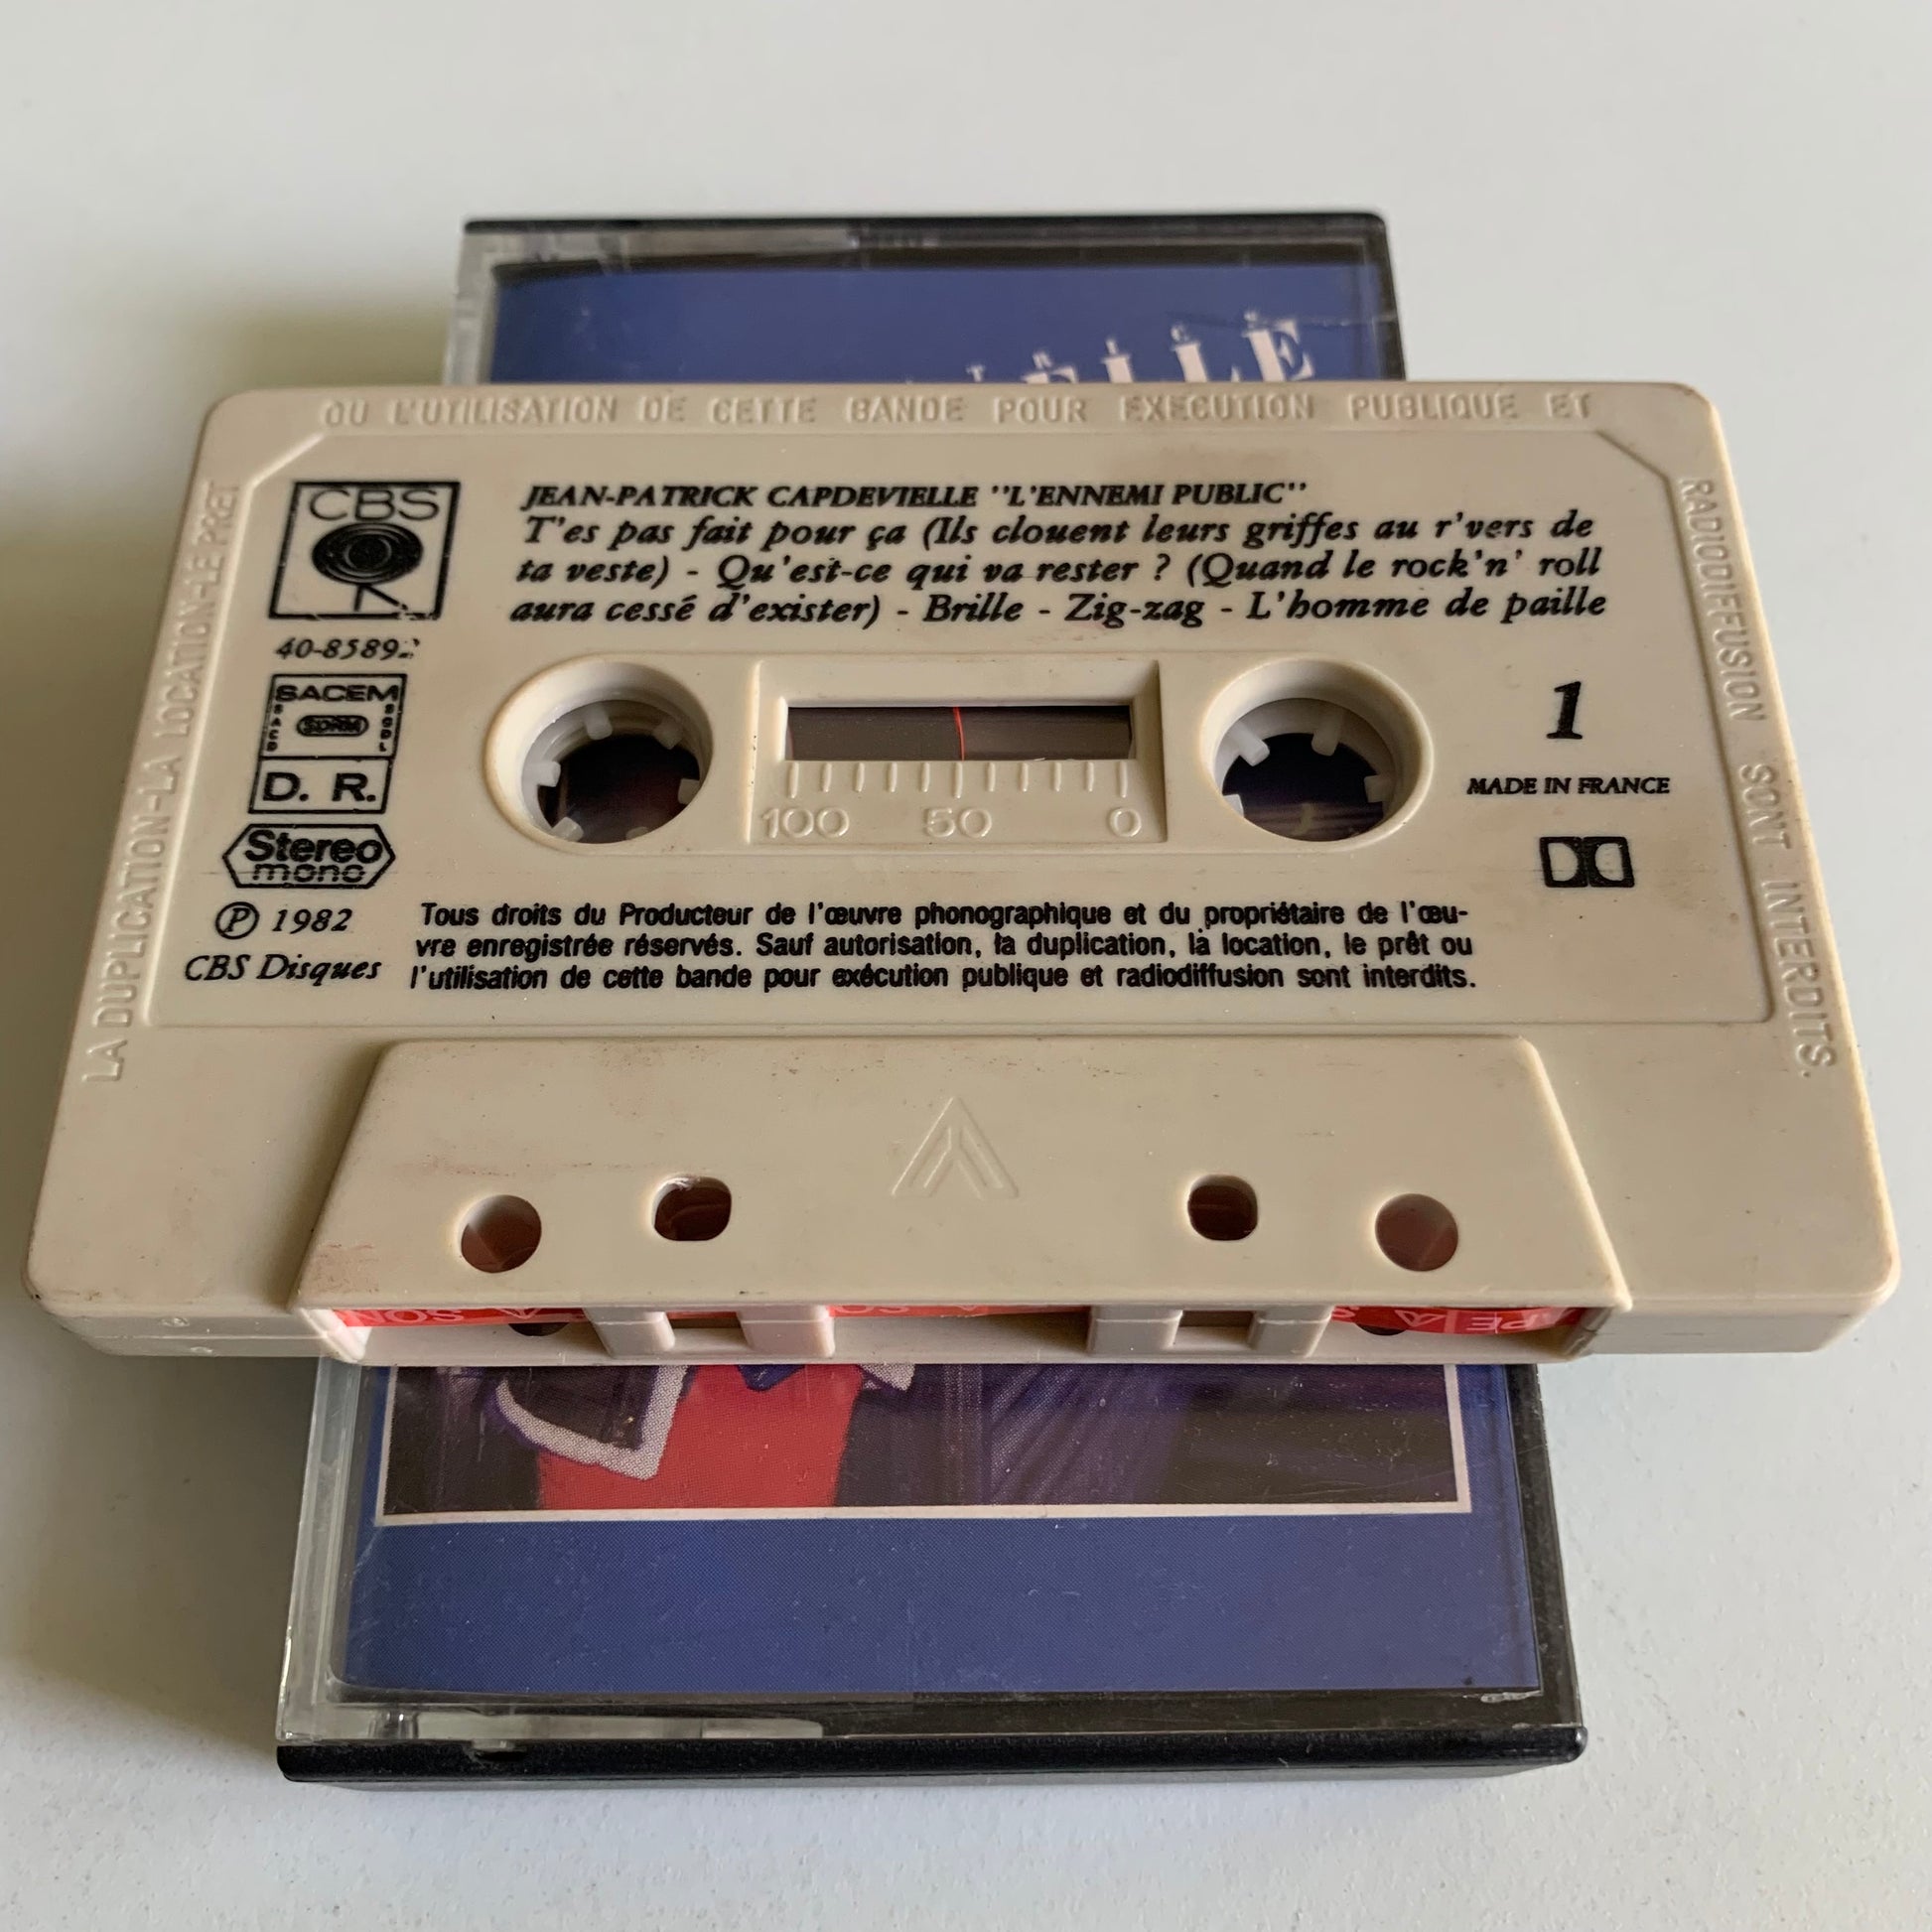 ELLE
OU L'UTILISATION DE CETTE BANDE POUR EXECUTION PUBLIQUE ET
RADIODIFFUSION SONT INTERDITS.
LA DUPLICATION-LA LOCATION-LE PRET
CBS
40-85892
SACEM
SACD SDRM SGDL
D. R.
Stereo
mono
Ⓟ 1982
CBS Disques
JEAN-PATRICK CAPDEVIELLE "L'ENNEMI PUBLIC"
T'es pas fait pour ça (Ils clouent leurs griffes au r'vers de
ta veste) - Qu'est-ce qui va rester ? (Quand le rock'n' roll
aura cessé d'exister) - Brille - Zig-zag - L'homme de paille
100 50 0
1
MADE IN FRANCE
Tous droits du Producteur de l'œuvre phonographique et du propriétaire de l'œu-
vre enregistrée réservés. Sauf autorisation, la duplication, la location, le prêt ou
l'utilisation de cette bande pour exécution publique et radiodiffusion sont interdits.